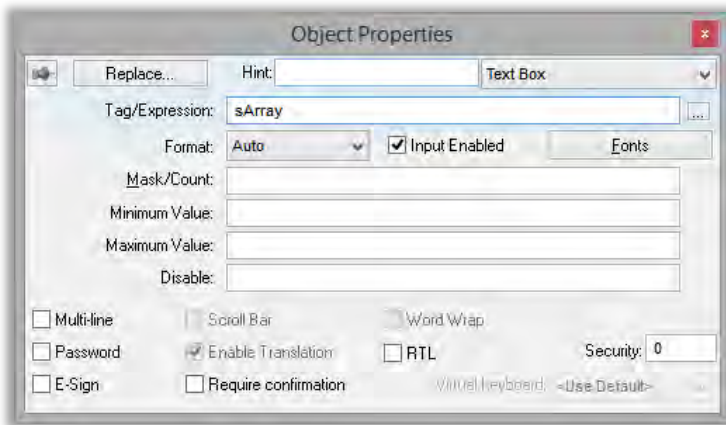 Object Properties
x
Replace... Hint: Text Box
Tag/Expression: sArray ...
Format: Auto Input Enabled Fonts
Mask/Count:
Minimum Value:
Maximum Value:
Disable:
Multi-line Scroll Bar Word Wrap
Password Enable Translation RTL Security: 0
E-Sign Require confirmation Virtual Keyboard: <Use Default> ...